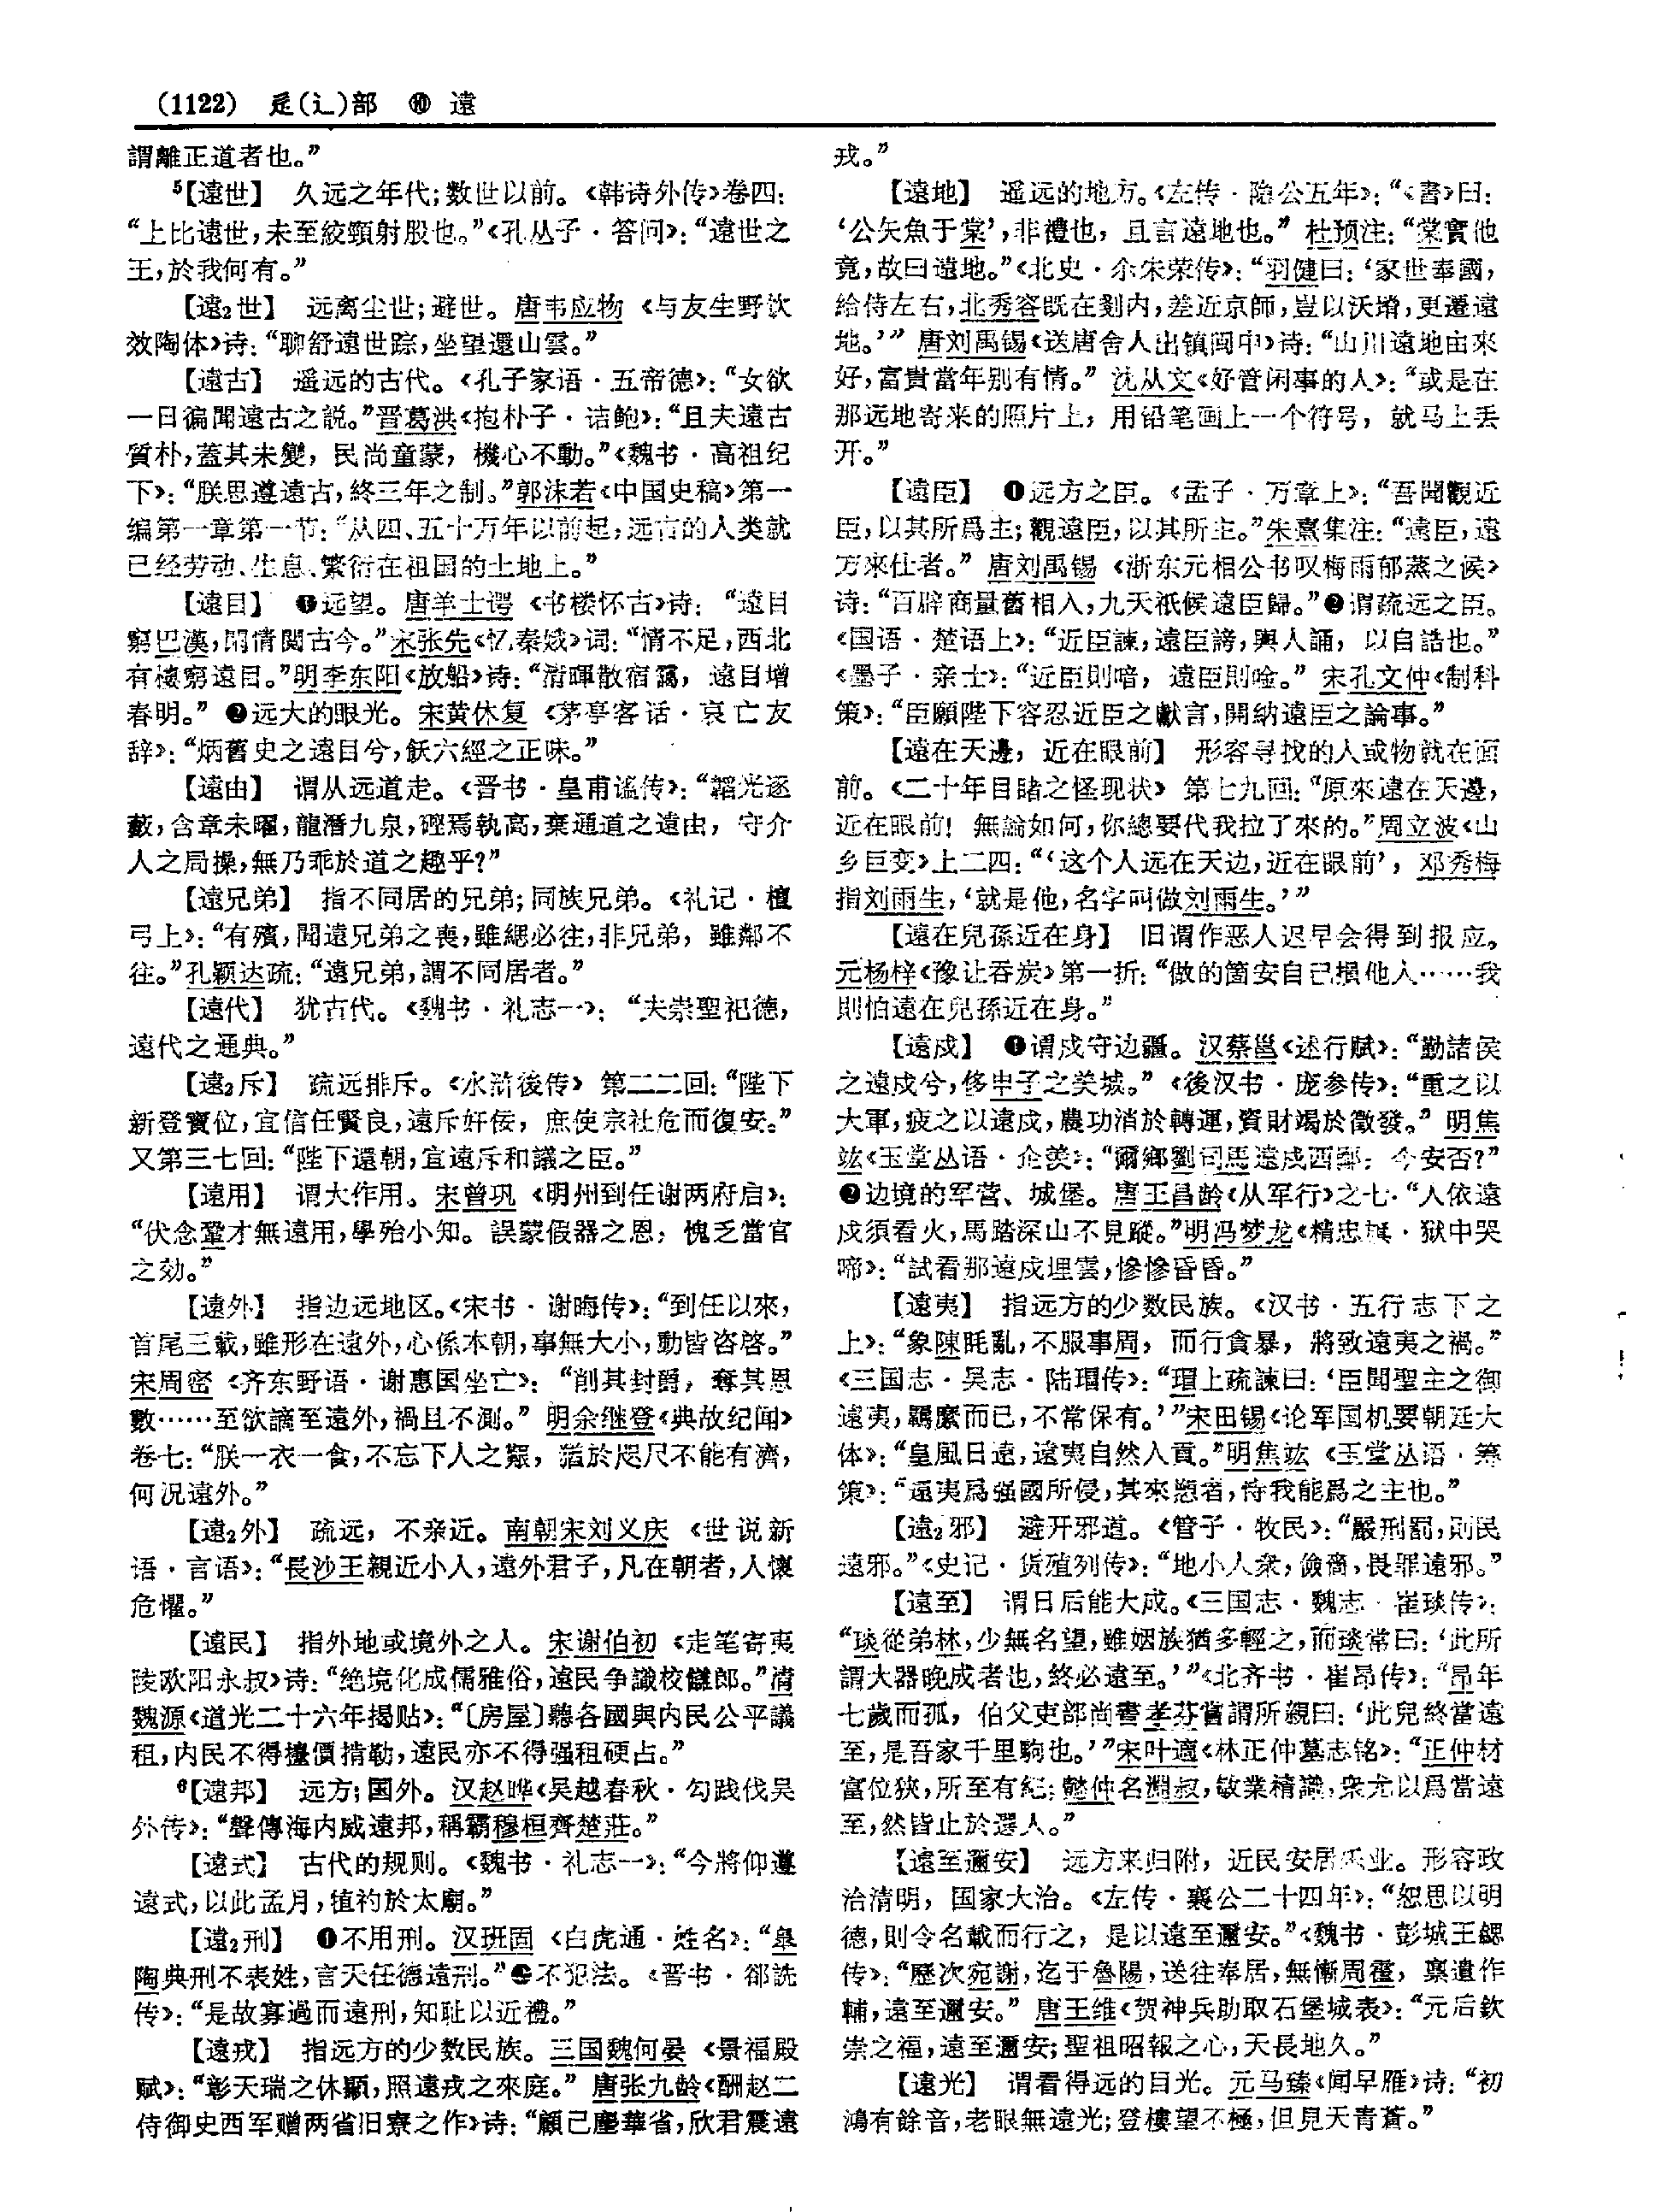 (1122) 辵(辶)部 ⑩ 遠
謂離正道者也。”
⁵【遠世】 久远之年代;数世以前。《韩诗外传》卷四:
“上比遠世,未至絞頸射股也。”《孔丛子·答问》:“遠世之
王,於我何有。”
【遠₂世】 远离尘世;避世。唐韦应物《与友生野饮
效陶体》诗:“聊舒遠世踪,坐望還山雲。”
【遠古】 遥远的古代。《孔子家语·五帝德》:“女欲
一日徧聞遠古之説。”晋葛洪《抱朴子·诘鲍》:“且夫遠古
質朴,蓋其未變,民尚童蒙,機心不動。”《魏书·高祖纪
下》:“朕思遵遠古,終三年之制。”郭沫若《中国史稿》第一
编第一章第一节:“从四、五十万年以前起,远古的人类就
已经劳动、生息、繁衍在祖国的土地上。”
【遠目】 ❶远望。唐羊士谔《书楼怀古》诗:“遠目
窮巴漢,閑情閲古今。”宋张先《忆秦娥》词:“情不足,西北
有樓窮遠目。”明李东阳《放船》诗:“清暉散宿靄,遠目增
春明。”❷远大的眼光。宋黄休复《茅亭客话·哀亡友
辞》:“炳舊史之遠目兮,飫六經之正味。”
【遠由】 谓从远道走。《晋书·皇甫谧传》:“韜光逐
藪,含章未曜,龍潛九泉,硜焉執高,棄通道之遠由,守介
人之局操,無乃乖於道之趣乎?”
【遠兄弟】 指不同居的兄弟;同族兄弟。《礼记·檀
弓上》:“有殯,聞遠兄弟之喪,雖緦必往,非兄弟,雖鄰不
往。”孔颖达疏:“遠兄弟,謂不同居者。”
【遠代】 犹古代。《魏书·礼志一》:“夫崇聖祀德,
遠代之通典。”
【遠₂斥】 疏远排斥。《水浒後传》第二二回:“陛下
新登寶位,宜信任賢良,遠斥奸佞,庶使宗社危而復安。”
又第三七回:“陛下還朝,宜遠斥和議之臣。”
【遠用】 谓大作用。宋曾巩《明州到任谢两府启》:
“伏念鞏才無遠用,學殆小知。誤蒙假器之恩,愧乏當官
之効。”
【遠外】 指边远地区。《宋书·谢晦传》:“到任以來,
首尾三載,雖形在遠外,心係本朝,事無大小,動皆咨啓。”
宋周密《齐东野语·谢惠国坐亡》:“削其封爵,奪其恩
數……至欲謫至遠外,禍且不測。”明余继登《典故纪闻》
卷七:“朕一衣一食,不忘下人之艱,猶於咫尺不能有濟,
何况遠外。”
【遠₂外】 疏远,不亲近。南朝宋刘义庆《世说新
语·言语》:“長沙王親近小人,遠外君子,凡在朝者,人懷
危懼。”
【遠民】 指外地或境外之人。宋谢伯初《走笔寄夷
陵欧阳永叔》诗:“绝境化成儒雅俗,遠民争識校讎郎。”清
魏源《道光二十六年揭贴》:“〔房屋〕聽各國與内民公平議
租,内民不得擡價掯勒,遠民亦不得强租硬占。”
⁶【遠邦】 远方;国外。汉赵晔《吴越春秋·勾践伐吴
外传》:“聲傳海内威遠邦,稱霸穆桓齊楚莊。”
【遠式】 古代的规则。《魏书·礼志一》:“今將仰遵
遠式,以此孟月,犆礿於太廟。”
【遠₂刑】 ❶不用刑。汉班固《白虎通·姓名》:“皋
陶典刑不表姓,言天任德遠刑。”❷不犯法。《晋书·郤诜
传》:“是故寡過而遠刑,知耻以近禮。”
【遠戎】 指远方的少数民族。三国魏何晏《景福殿
赋》:“彰天瑞之休顯,照遠戎之來庭。”唐张九龄《酬赵二
侍御史西军赠两省旧寮之作》诗:“顧己塵華省,欣君震遠
戎。”
【遠地】 遥远的地方。《左传·隐公五年》:“《書》曰:
‘公矢魚于棠’,非禮也,且言遠地也。”杜预注:“棠實他
竟,故曰遠地。”《北史·尒朱荣传》:“羽健曰:‘家世奉國,
給侍左右,北秀容既在剗内,差近京師,豈以沃塉,更遷遠
地。’”唐刘禹锡《送唐舍人出镇闽中》诗:“山川遠地由來
好,富貴當年别有情。”沈从文《好管闲事的人》:“或是在
那远地寄来的照片上,用铅笔画上一个符号,就马上丢
开。”
【遠臣】 ❶远方之臣。《孟子·万章上》:“吾聞觀近
臣,以其所爲主;觀遠臣,以其所主。”朱熹集注:“遠臣,遠
方來仕者。”唐刘禹锡《浙东元相公书叹梅雨郁蒸之候》
诗:“百辟商量舊相入,九天衹候遠臣歸。”❷谓疏远之臣。
《国语·楚语上》:“近臣諫,遠臣謗,輿人誦,以自誥也。”
《墨子·亲士》:“近臣則喑,遠臣則唫。”宋孔文仲《制科
策》:“臣願陛下容忍近臣之獻言,開納遠臣之論事。”
【遠在天邊,近在眼前】 形容寻找的人或物就在面
前。《二十年目睹之怪现状》第七九回:“原來遠在天邊,
近在眼前!無論如何,你總要代我拉了來的。”周立波《山
乡巨变》上二四:“‘这个人远在天边,近在眼前’,邓秀梅
指刘雨生,‘就是他,名字叫做刘雨生。’”
【遠在兒孫近在身】 旧谓作恶人迟早会得到报应。
元杨梓《豫让吞炭》第一折:“做的箇安自己損他人……我
則怕遠在兒孫近在身。”
【遠戍】 ❶谓戍守边疆。汉蔡邕《述行赋》:“勤諸侯
之遠戍兮,侈申子之美城。”《後汉书·庞参传》:“重之以
大軍,疲之以遠戍,農功消於轉運,資財竭於徵發。”明焦
竑《玉堂丛语·企羡》:“爾鄉劉司馬遠戍西鄙,今安否?”
❷边境的军营、城堡。唐王昌龄《从军行》之七:“人依遠
戍須看火,馬踏深山不見蹤。”明冯梦龙《精忠旗·狱中哭
啼》:“試看那遠戍埋雲,慘慘昏昏。”
【遠夷】 指远方的少数民族。《汉书·五行志下之
上》:“象陳眊亂,不服事周,而行貪暴,將致遠夷之禍。”
《三国志·吴志·陆瑁传》:“瑁上疏諫曰:‘臣聞聖主之御
遠夷,羈縻而已,不常保有。’”宋田锡《论军国机要朝廷大
体》:“皇風日遠,遠夷自然入貢。”明焦竑《玉堂丛语·筹
策》:“遠夷爲强國所侵,其來愬者,恃我能爲之主也。”
【遠₂邪】 避开邪道。《管子·牧民》:“嚴刑罰,則民
遠邪。”《史记·货殖列传》:“地小人衆,儉嗇,畏罪遠邪。”
【遠至】 谓日后能大成。《三国志·魏志·崔琰传》:
“琰從弟林,少無名望,雖姻族猶多輕之,而琰常曰:‘此所
謂大器晚成者也,終必遠至。’”《北齐书·崔昂传》:“昂年
七歲而孤,伯父吏部尚書孝芬嘗謂所親曰:‘此兒終當遠
至,是吾家千里駒也。’”宋叶適《林正仲墓志铭》:“正仲材
富位狹,所至有紀;懿仲名淵叔,敏業精識,衆尤以爲當遠
至,然皆止於選人。”
【遠至邇安】 远方来归附,近民安居乐业。形容政
治清明,国家大治。《左传·襄公二十四年》:“恕思以明
德,則令名載而行之,是以遠至邇安。”《魏书·彭城王勰
传》:“歷次宛謝,迄于魯陽,送往奉居,無慚周霍,禀遺作
輔,遠至邇安。”唐王维《贺神兵助取石堡城表》:“元后欽
崇之福,遠至邇安;聖祖昭報之心,天長地久。”
【遠光】 谓看得远的目光。元马臻《闻早雁》诗:“初
鴻有餘音,老眼無遠光;登樓望不極,但見天青蒼。”